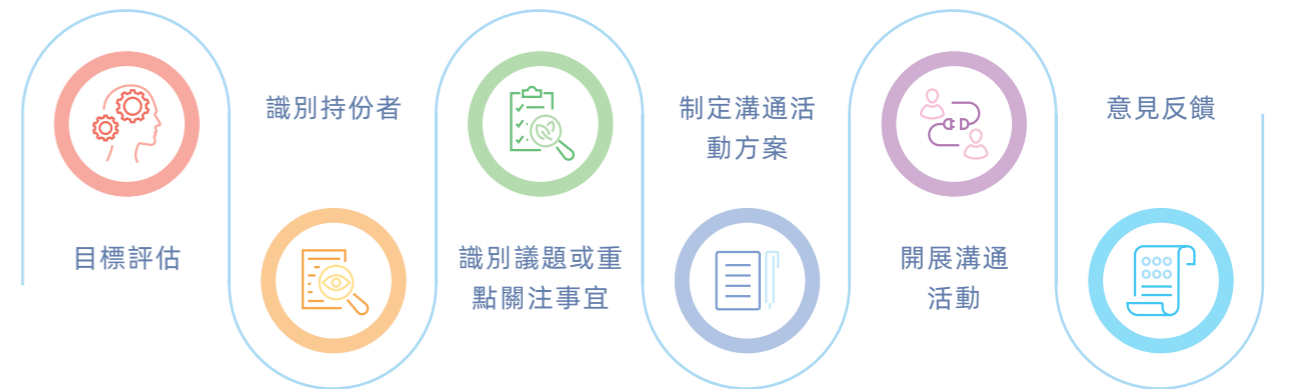 目標評估
識別持份者
識別議題或重
點關注事宜
制定溝通活
動方案
開展溝通
活動
意見反饋